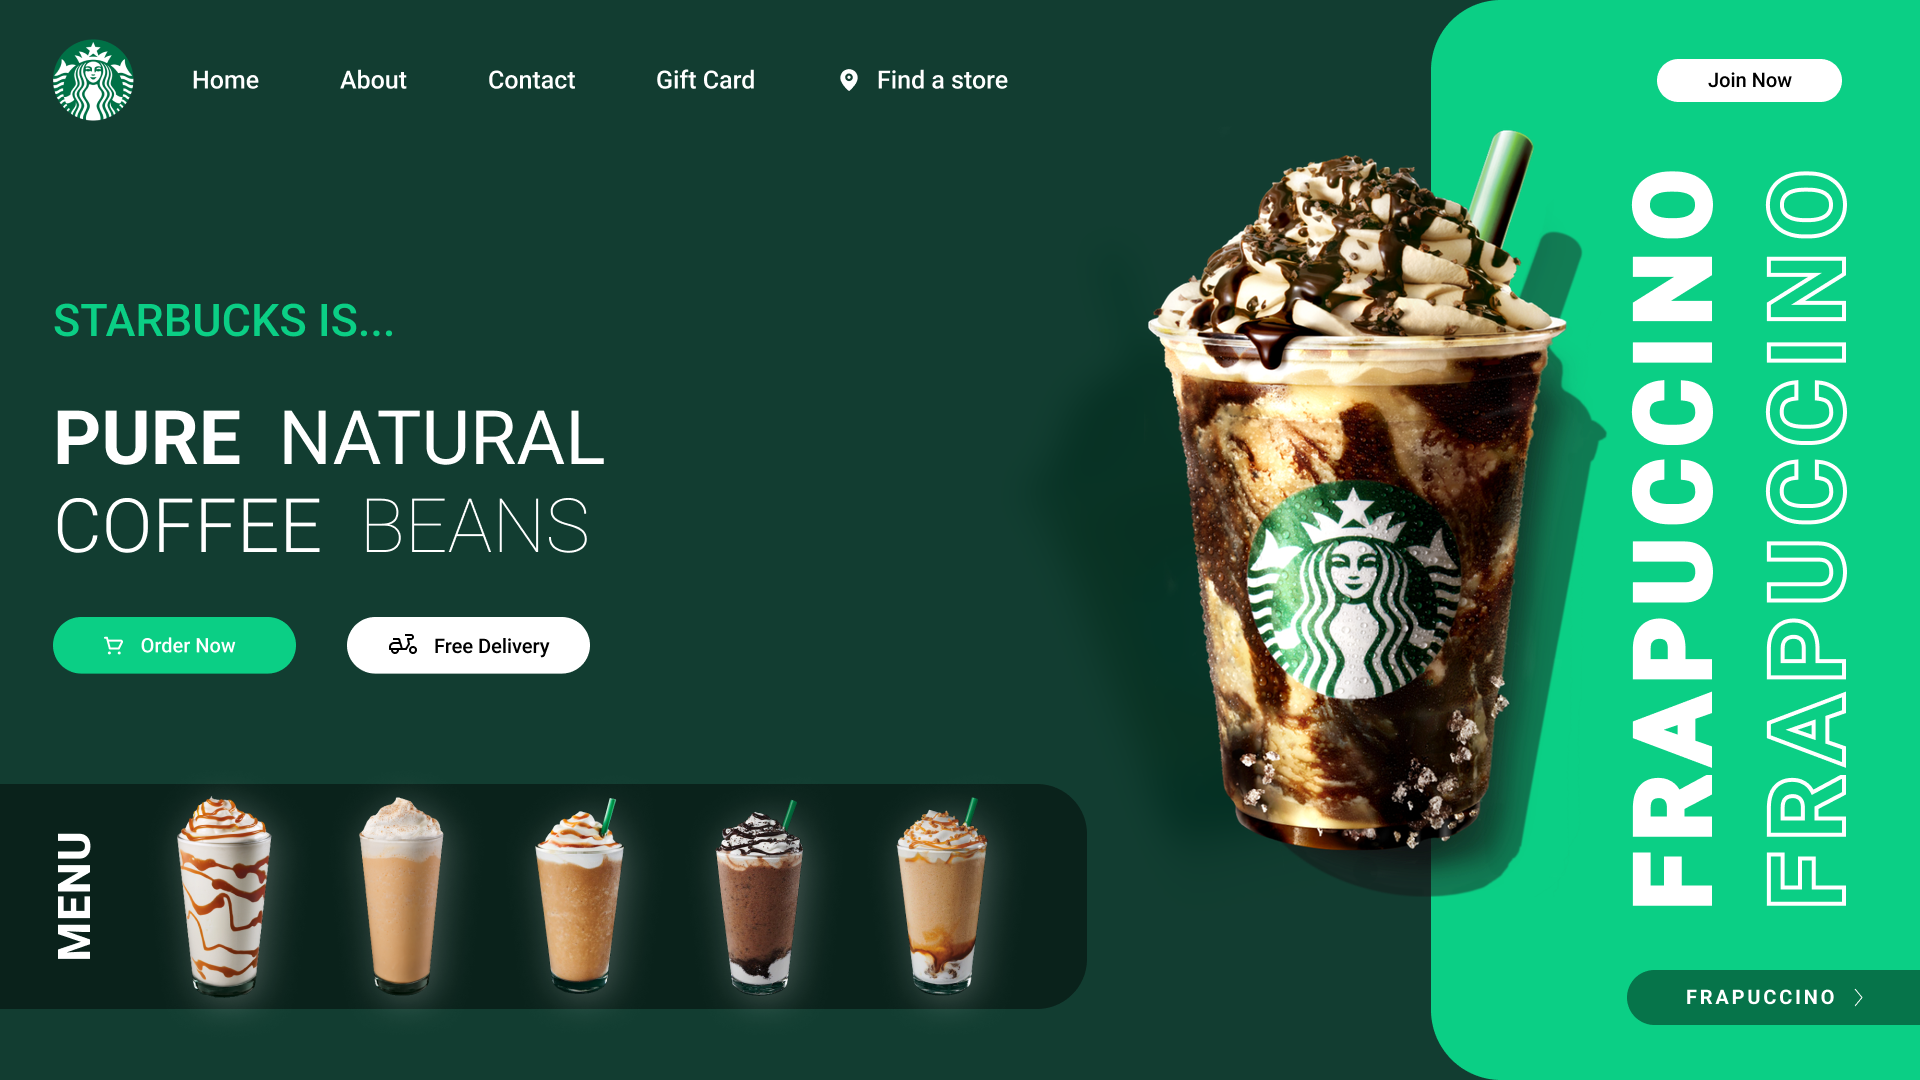 Home
About
Contact
Gift Card
Find a store
Join Now
STARBUCKS IS...
PURE NATURAL
COFFEE BEANS
Order Now
Free Delivery
MENU
FRAPUCCINO
FRAPUCCINO
FRAPUCCINO